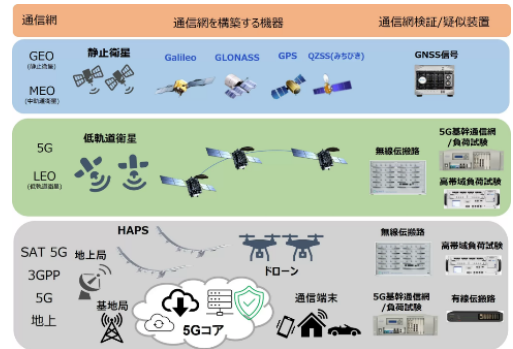 通信網
通信網を構築する機器
通信網検証/疑似装置
GEO
(静止衛星)
MEO
(中軌道衛星)
静止衛星
Galileo
GLONASS
GPS
QZSS(みちびき)
GNSS信号
5G
LEO
(低軌道衛星)
低軌道衛星
無線伝搬路
5G基幹通信網
/負荷試験
高帯域負荷試験
SAT 5G
3GPP
5G
地上
地上局
基地局
HAPS
ドローン
5Gコア
通信端末
無線伝搬路
高帯域負荷試験
5G基幹通信網
/負荷試験
有線伝搬路